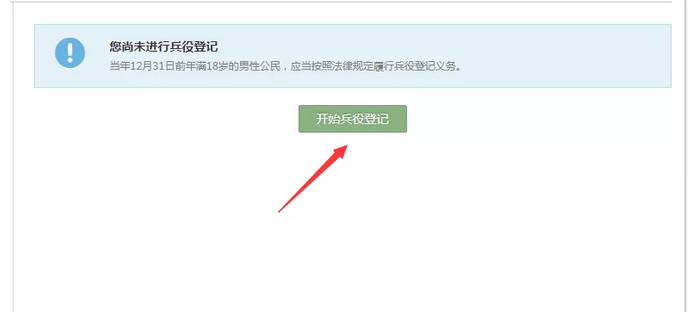 您尚未进行兵役登记
当年12月31日前年满18岁的男性公民，应当按照法律规定履行兵役登记义务。
开始兵役登记